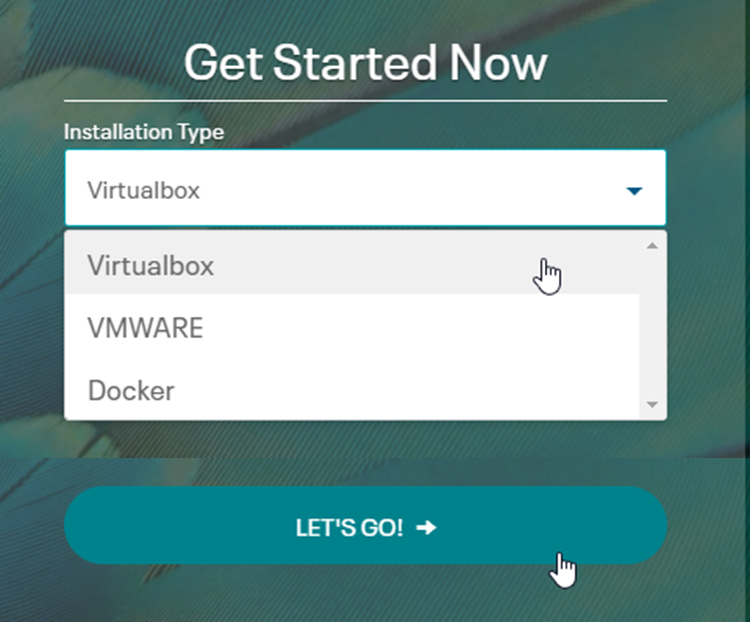 Get Started Now
Installation Type
Virtualbox
Virtualbox
VMWARE
Docker
LET'S GO!